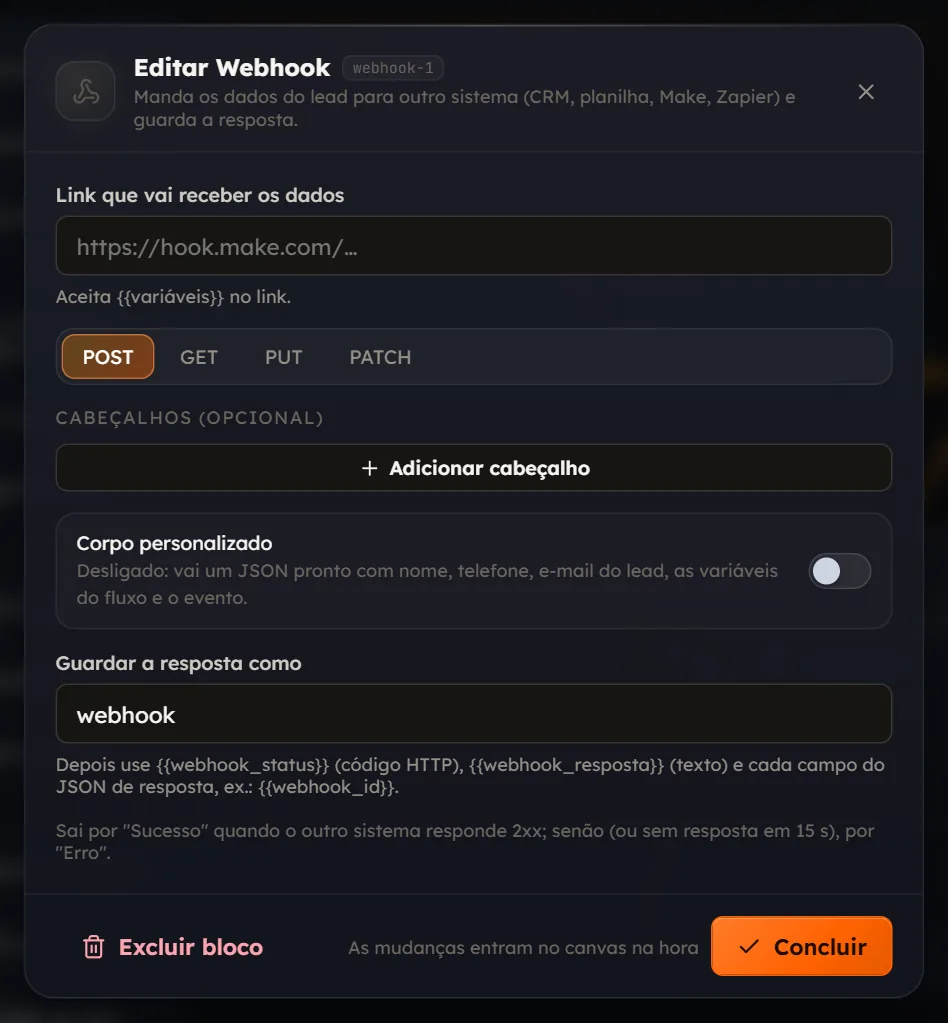 Editar Webhook webhook-1
Manda os dados do lead para outro sistema (CRM, planilha, Make, Zapier) e
guarda a resposta.
Link que vai receber os dados
https://hook.make.com/…
Aceita {{variáveis}} no link.
POST GET PUT PATCH
CABEÇALHOS (OPCIONAL)
+ Adicionar cabeçalho
Corpo personalizado
Desligado: vai um JSON pronto com nome, telefone, e-mail do lead, as variáveis
do fluxo e o evento.
Guardar a resposta como
webhook
Depois use {{webhook_status}} (código HTTP), {{webhook_resposta}} (texto) e cada campo do
JSON de resposta, ex.: {{webhook_id}}.
Sai por "Sucesso" quando o outro sistema responde 2xx; senão (ou sem resposta em 15 s), por
"Erro".
Excluir bloco
As mudanças entram no canvas na hora
Concluir